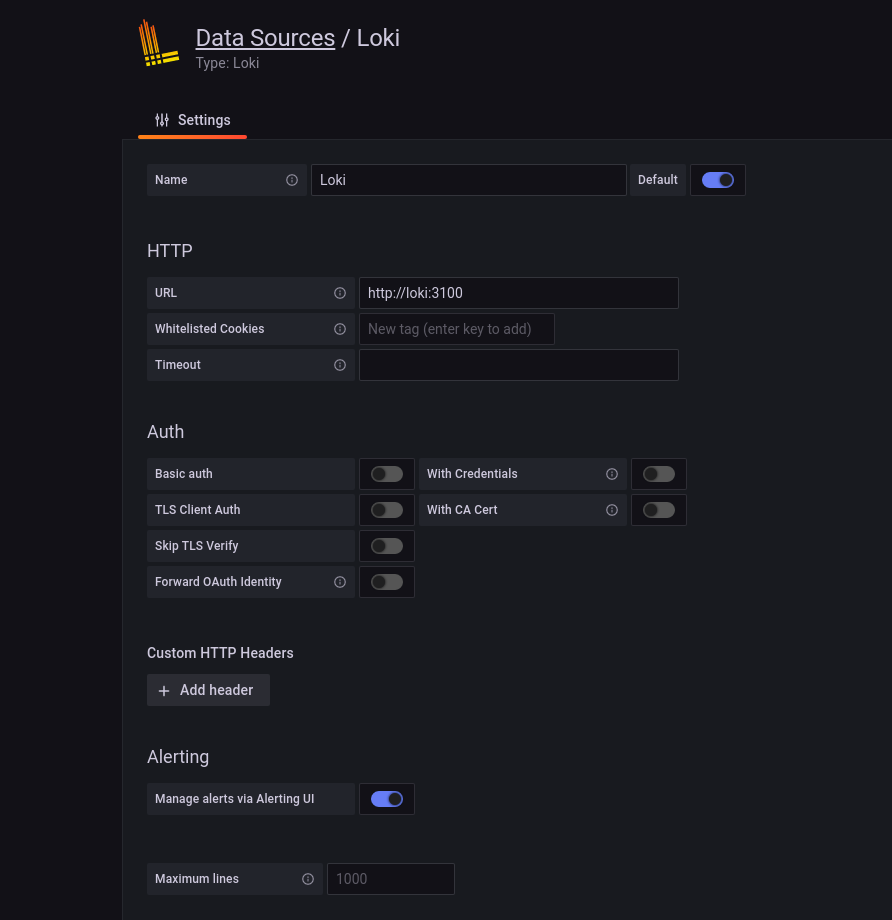 Data Sources / Loki
Type: Loki
Settings
Name Loki Default
HTTP
URL http://loki:3100
Whitelisted Cookies New tag (enter key to add)
Timeout
Auth
Basic auth With Credentials
TLS Client Auth With CA Cert
Skip TLS Verify
Forward OAuth Identity
Custom HTTP Headers
+ Add header
Alerting
Manage alerts via Alerting UI
Maximum lines 1000